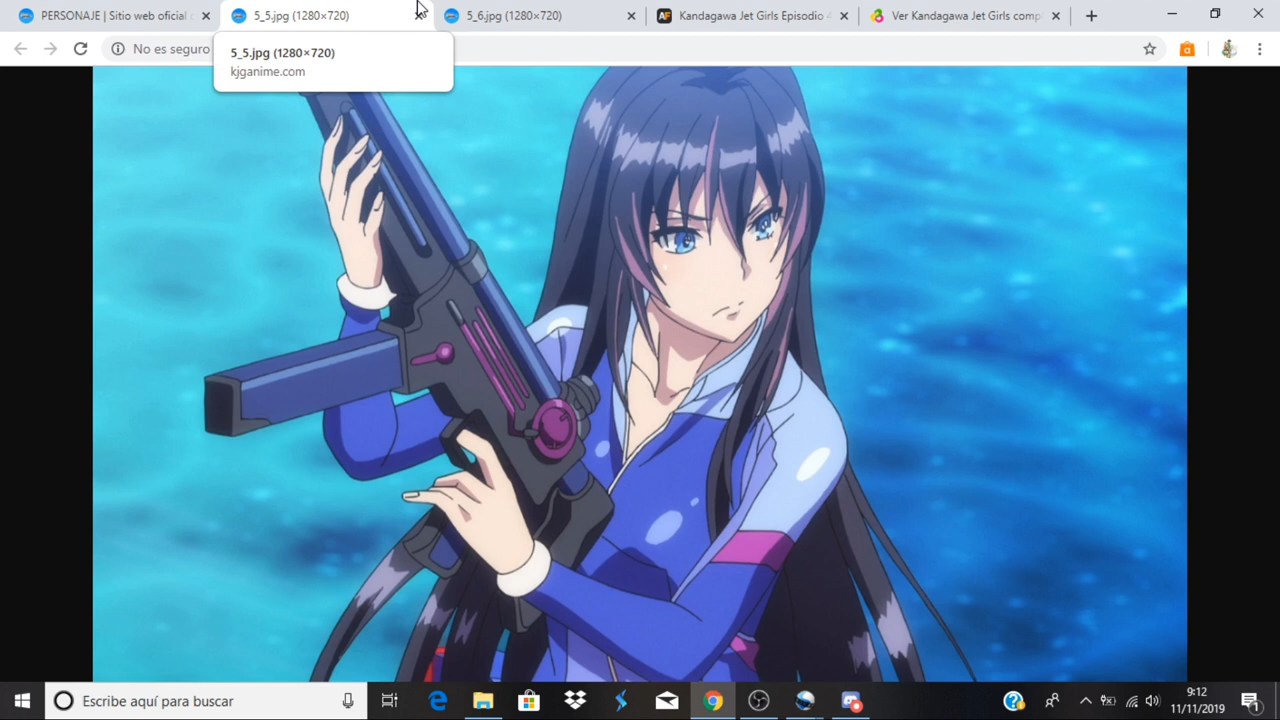 PERSONAJE | Sitio web oficial
5_5.jpg (1280×720)
5_6.jpg (1280×720)
Kandagawa Jet Girls Episodio 4
Ver Kandagawa Jet Girls comp
No es seguro
5_5.jpg (1280×720)
kjganime.com
Escribe aquí para buscar
9:12
11/11/2019
1